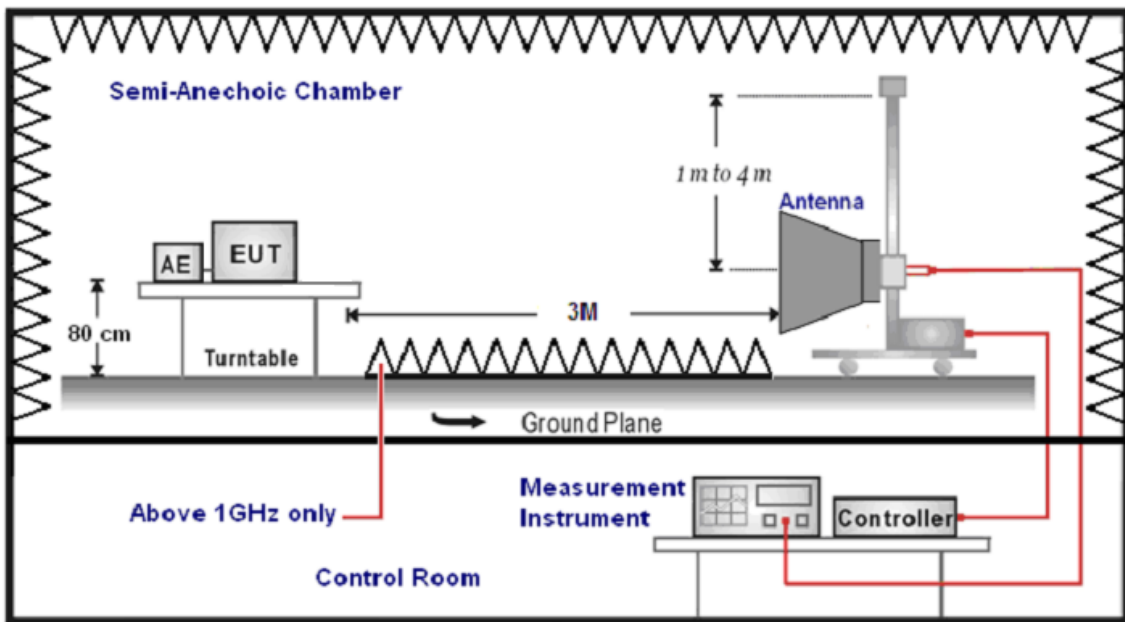 Semi-Anechoic Chamber
1 m to 4 m
Antenna
AE
EUT
3M
80 cm
Turntable
Ground Plane
Measurement
Instrument
Above 1GHz only
Controller
Control Room